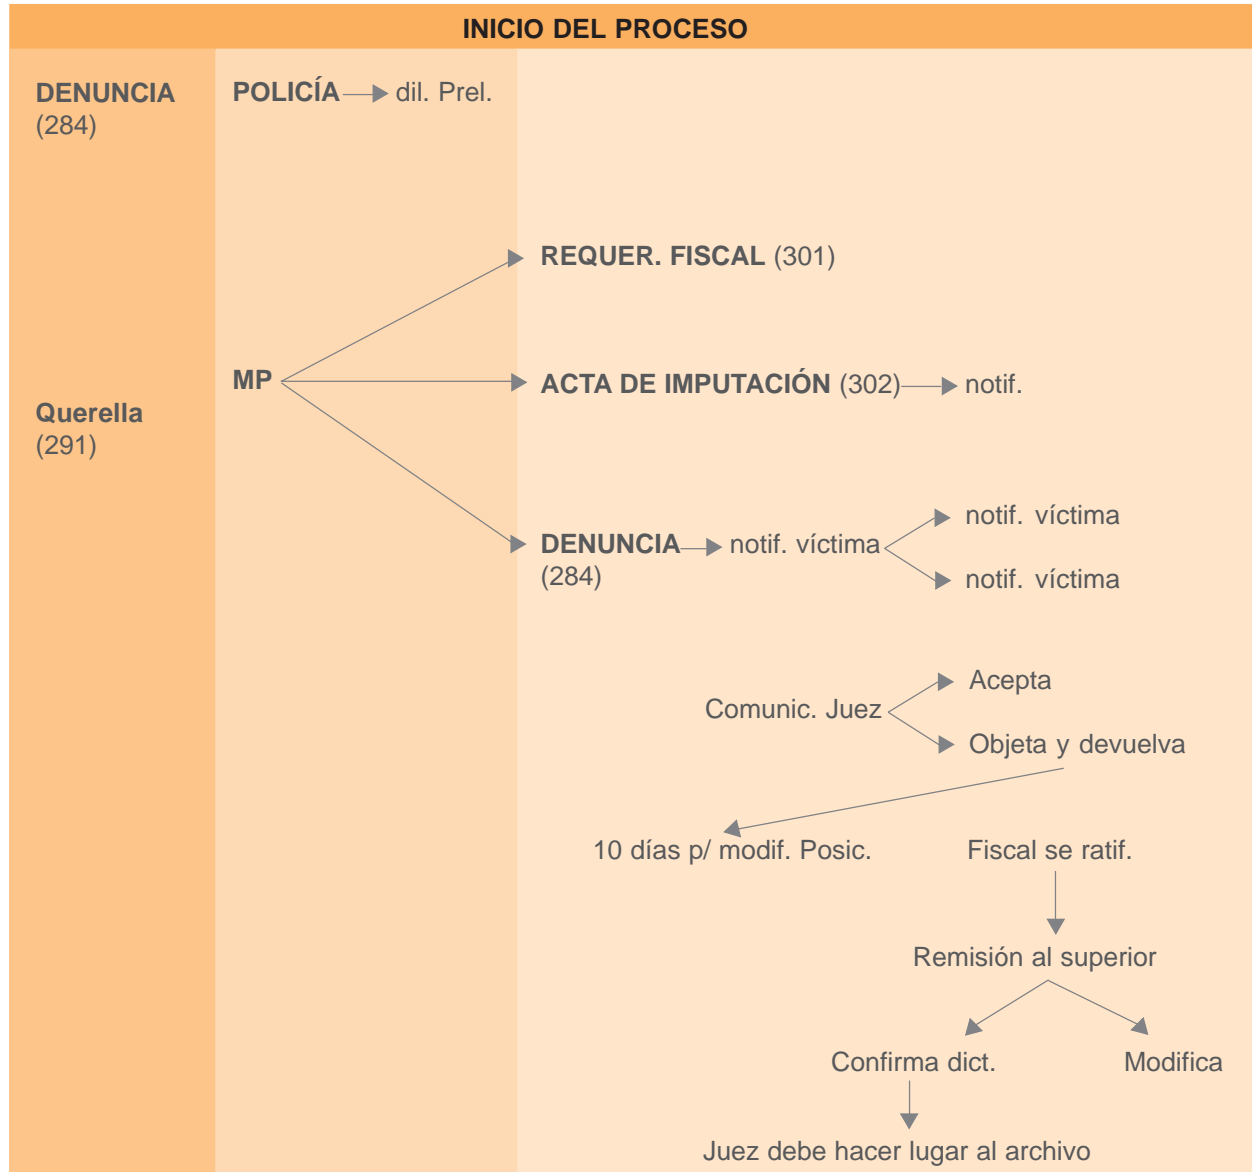 INICIO DEL PROCESO
DENUNCIA
(284)
POLICÍA dil. Prel.
REQUER. FISCAL (301)
MP
ACTA DE IMPUTACIÓN (302) notif.
Querella
(291)
DENUNCIA notif. víctima
(284)
notif. víctima
notif. víctima
Comunic. Juez
Acepta
Objeta y devuelva
10 días p/ modif. Posic.
Fiscal se ratif.
Remisión al superior
Confirma dict.
Modifica
Juez debe hacer lugar al archivo